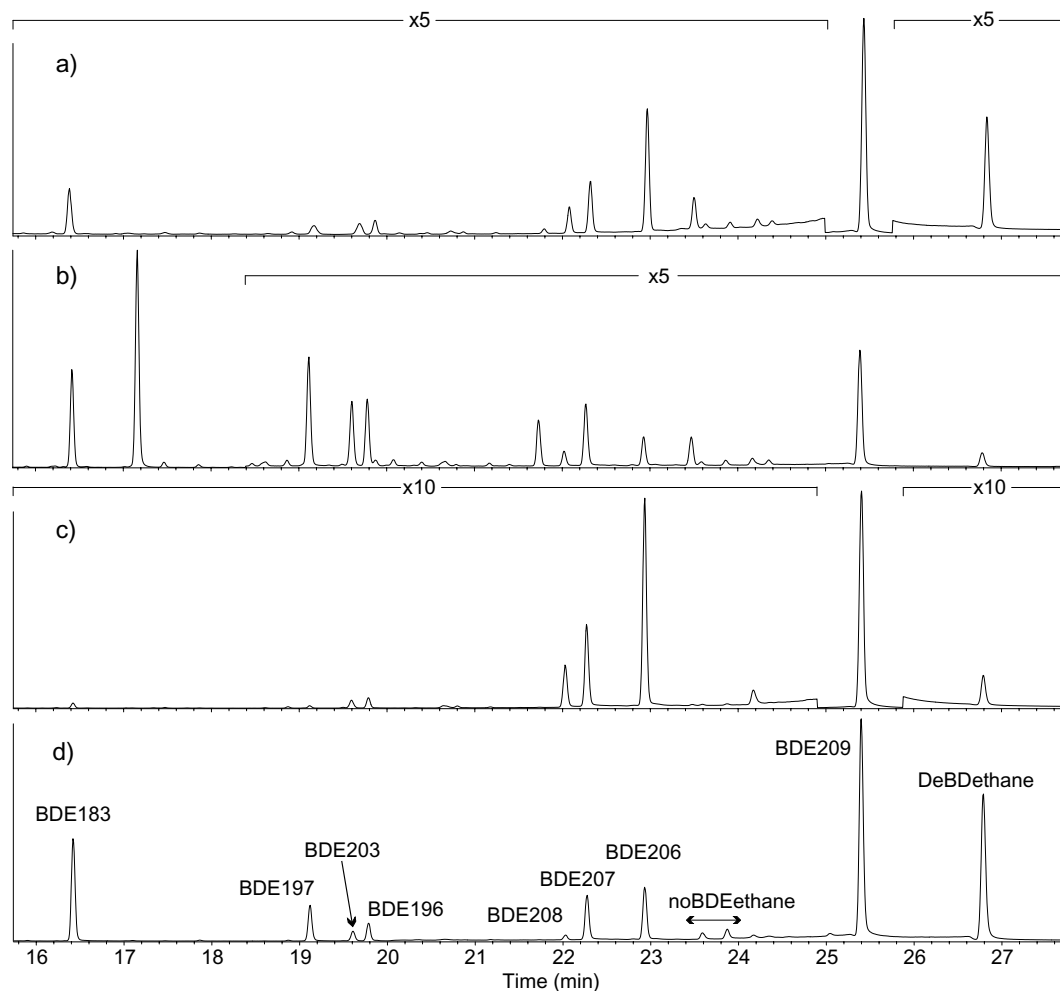 x5
x5
a)
b)
x5
x10
x10
c)
d)
BDE209
DeBDethane
BDE183
BDE203
BDE206
BDE197
BDE196
BDE207
noBDEethane
BDE208
16 17 18 19 20 21 22 23 24 25 26 27
Time (min)